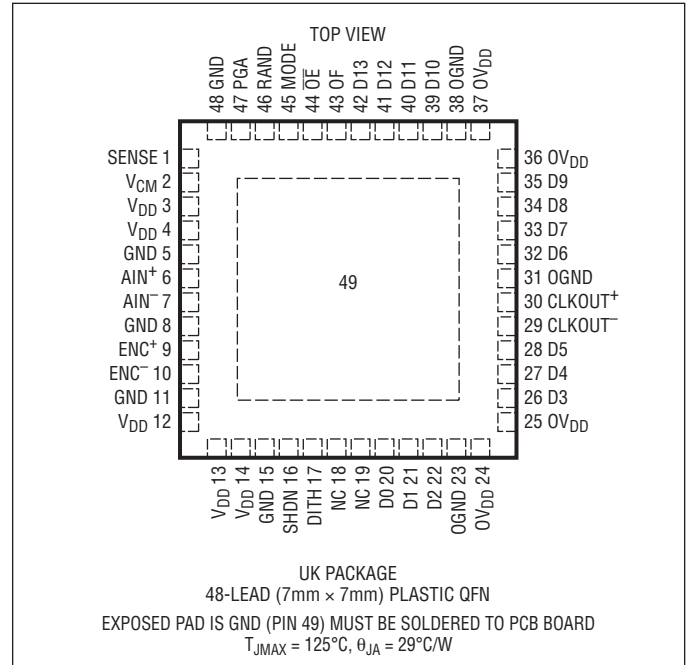 TOP VIEW
48 GND
47 PGA
46 RAND
45 MODE
44 O̅E̅
43 OF
42 D13
41 D12
40 D11
39 D10
38 OGND
37 OVDD
SENSE 1
VCM 2
VDD 3
VDD 4
GND 5
AIN+ 6
AIN– 7
GND 8
ENC+ 9
ENC– 10
GND 11
VDD 12
49
36 OVDD
35 D9
34 D8
33 D7
32 D6
31 OGND
30 CLKOUT+
29 CLKOUT–
28 D5
27 D4
26 D3
25 OVDD
VDD 13
VDD 14
GND 15
SHDN 16
DITH 17
NC 18
NC 19
D0 20
D1 21
D2 22
OGND 23
OVDD 24
UK PACKAGE
48-LEAD (7mm × 7mm) PLASTIC QFN
EXPOSED PAD IS GND (PIN 49) MUST BE SOLDERED TO PCB BOARD
TJMAX = 125°C, θJA = 29°C/W